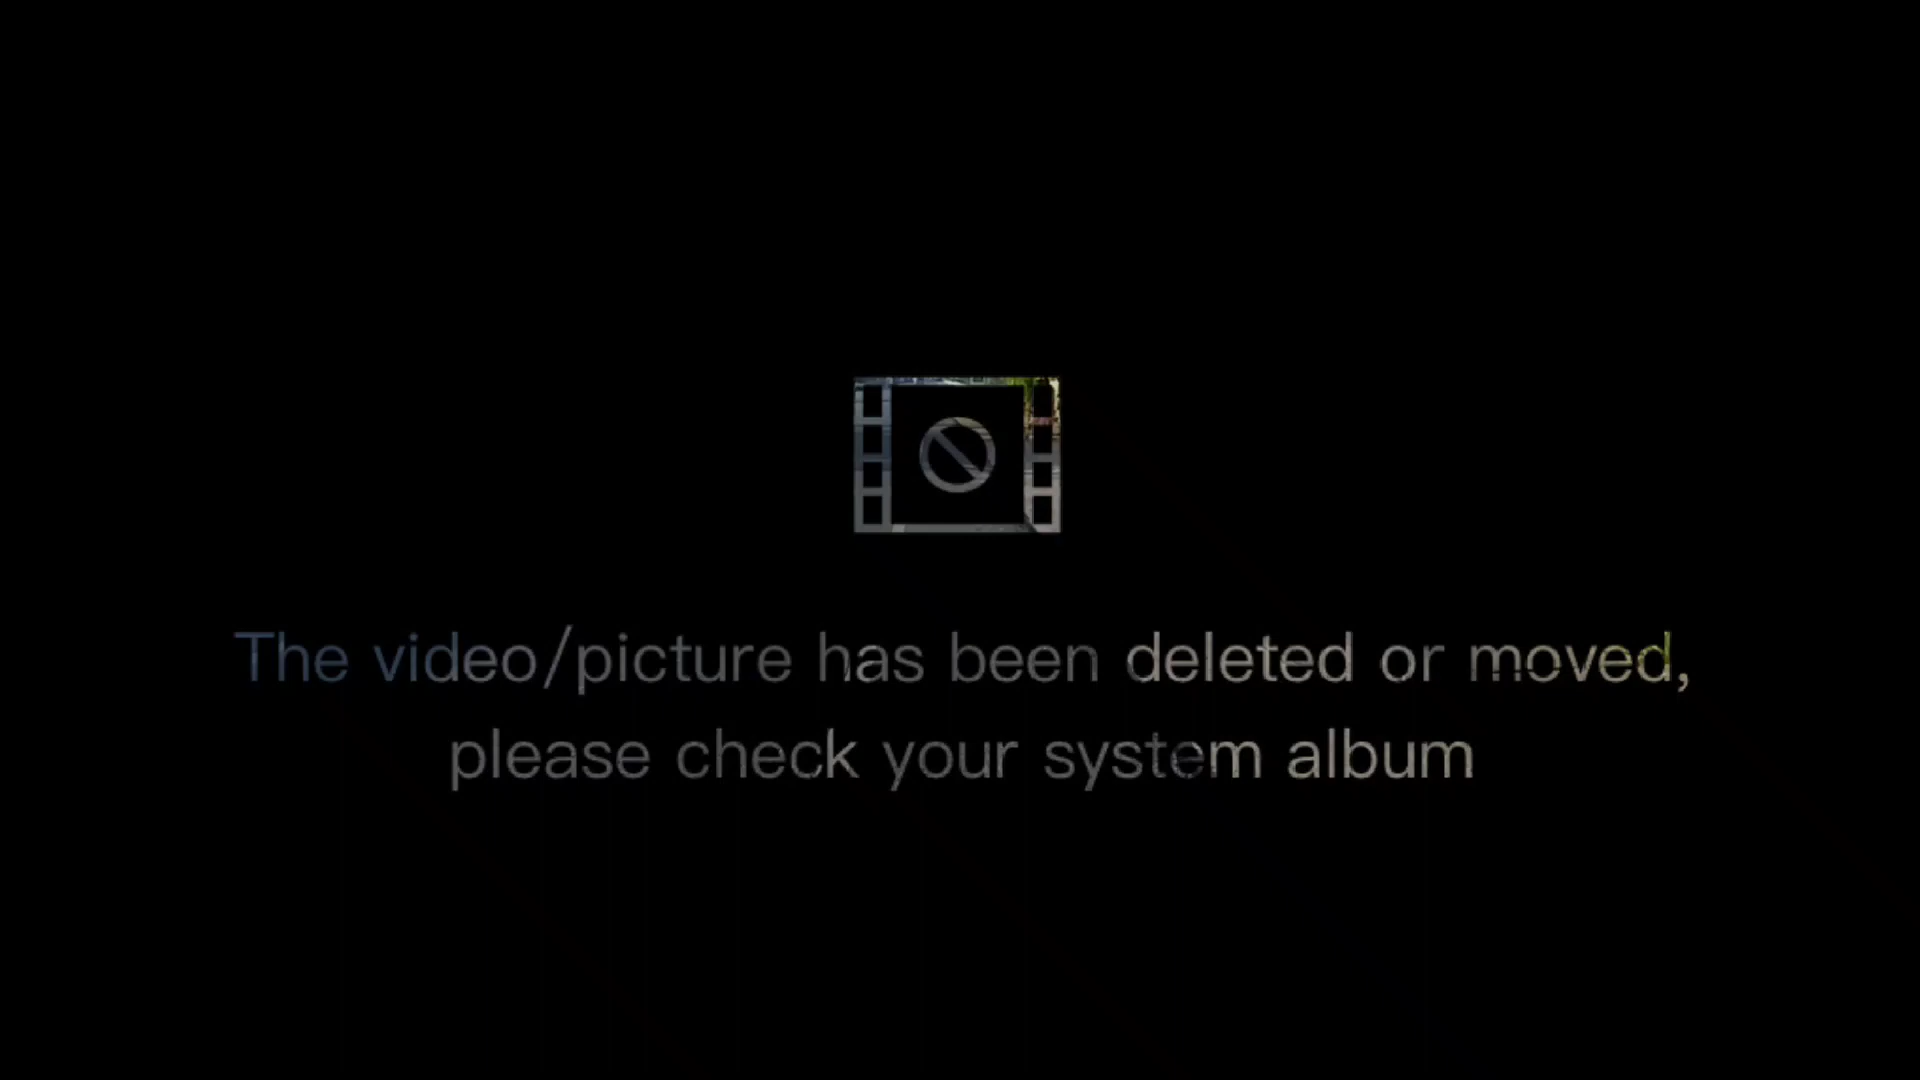 The video/picture has been deleted or moved,
please check your system album